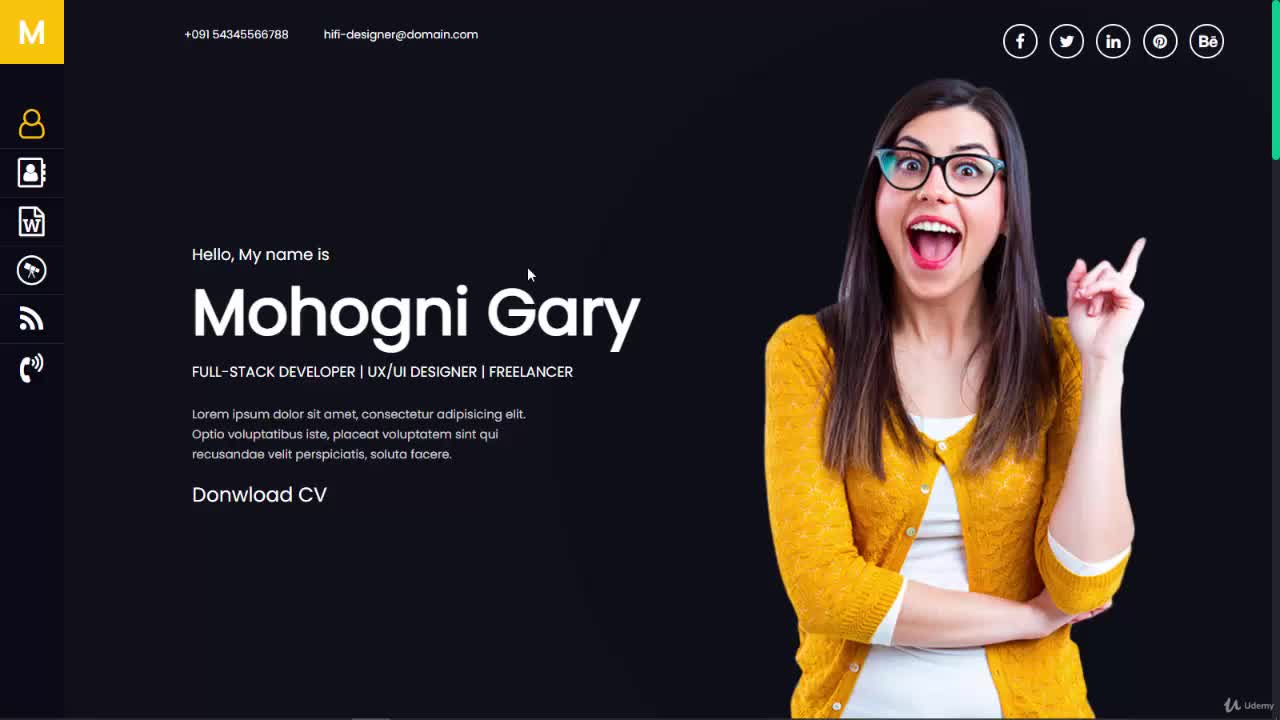 M
+091 54345566788
hifi-designer@domain.com
Bē
Hello, My name is
Mohogni Gary
FULL-STACK DEVELOPER | UX/UI DESIGNER | FREELANCER
Lorem ipsum dolor sit amet, consectetur adipisicing elit.
Optio voluptatibus iste, placeat voluptatem sint qui
recusandae velit perspiciatis, soluta facere.
Donwload CV
Udemy